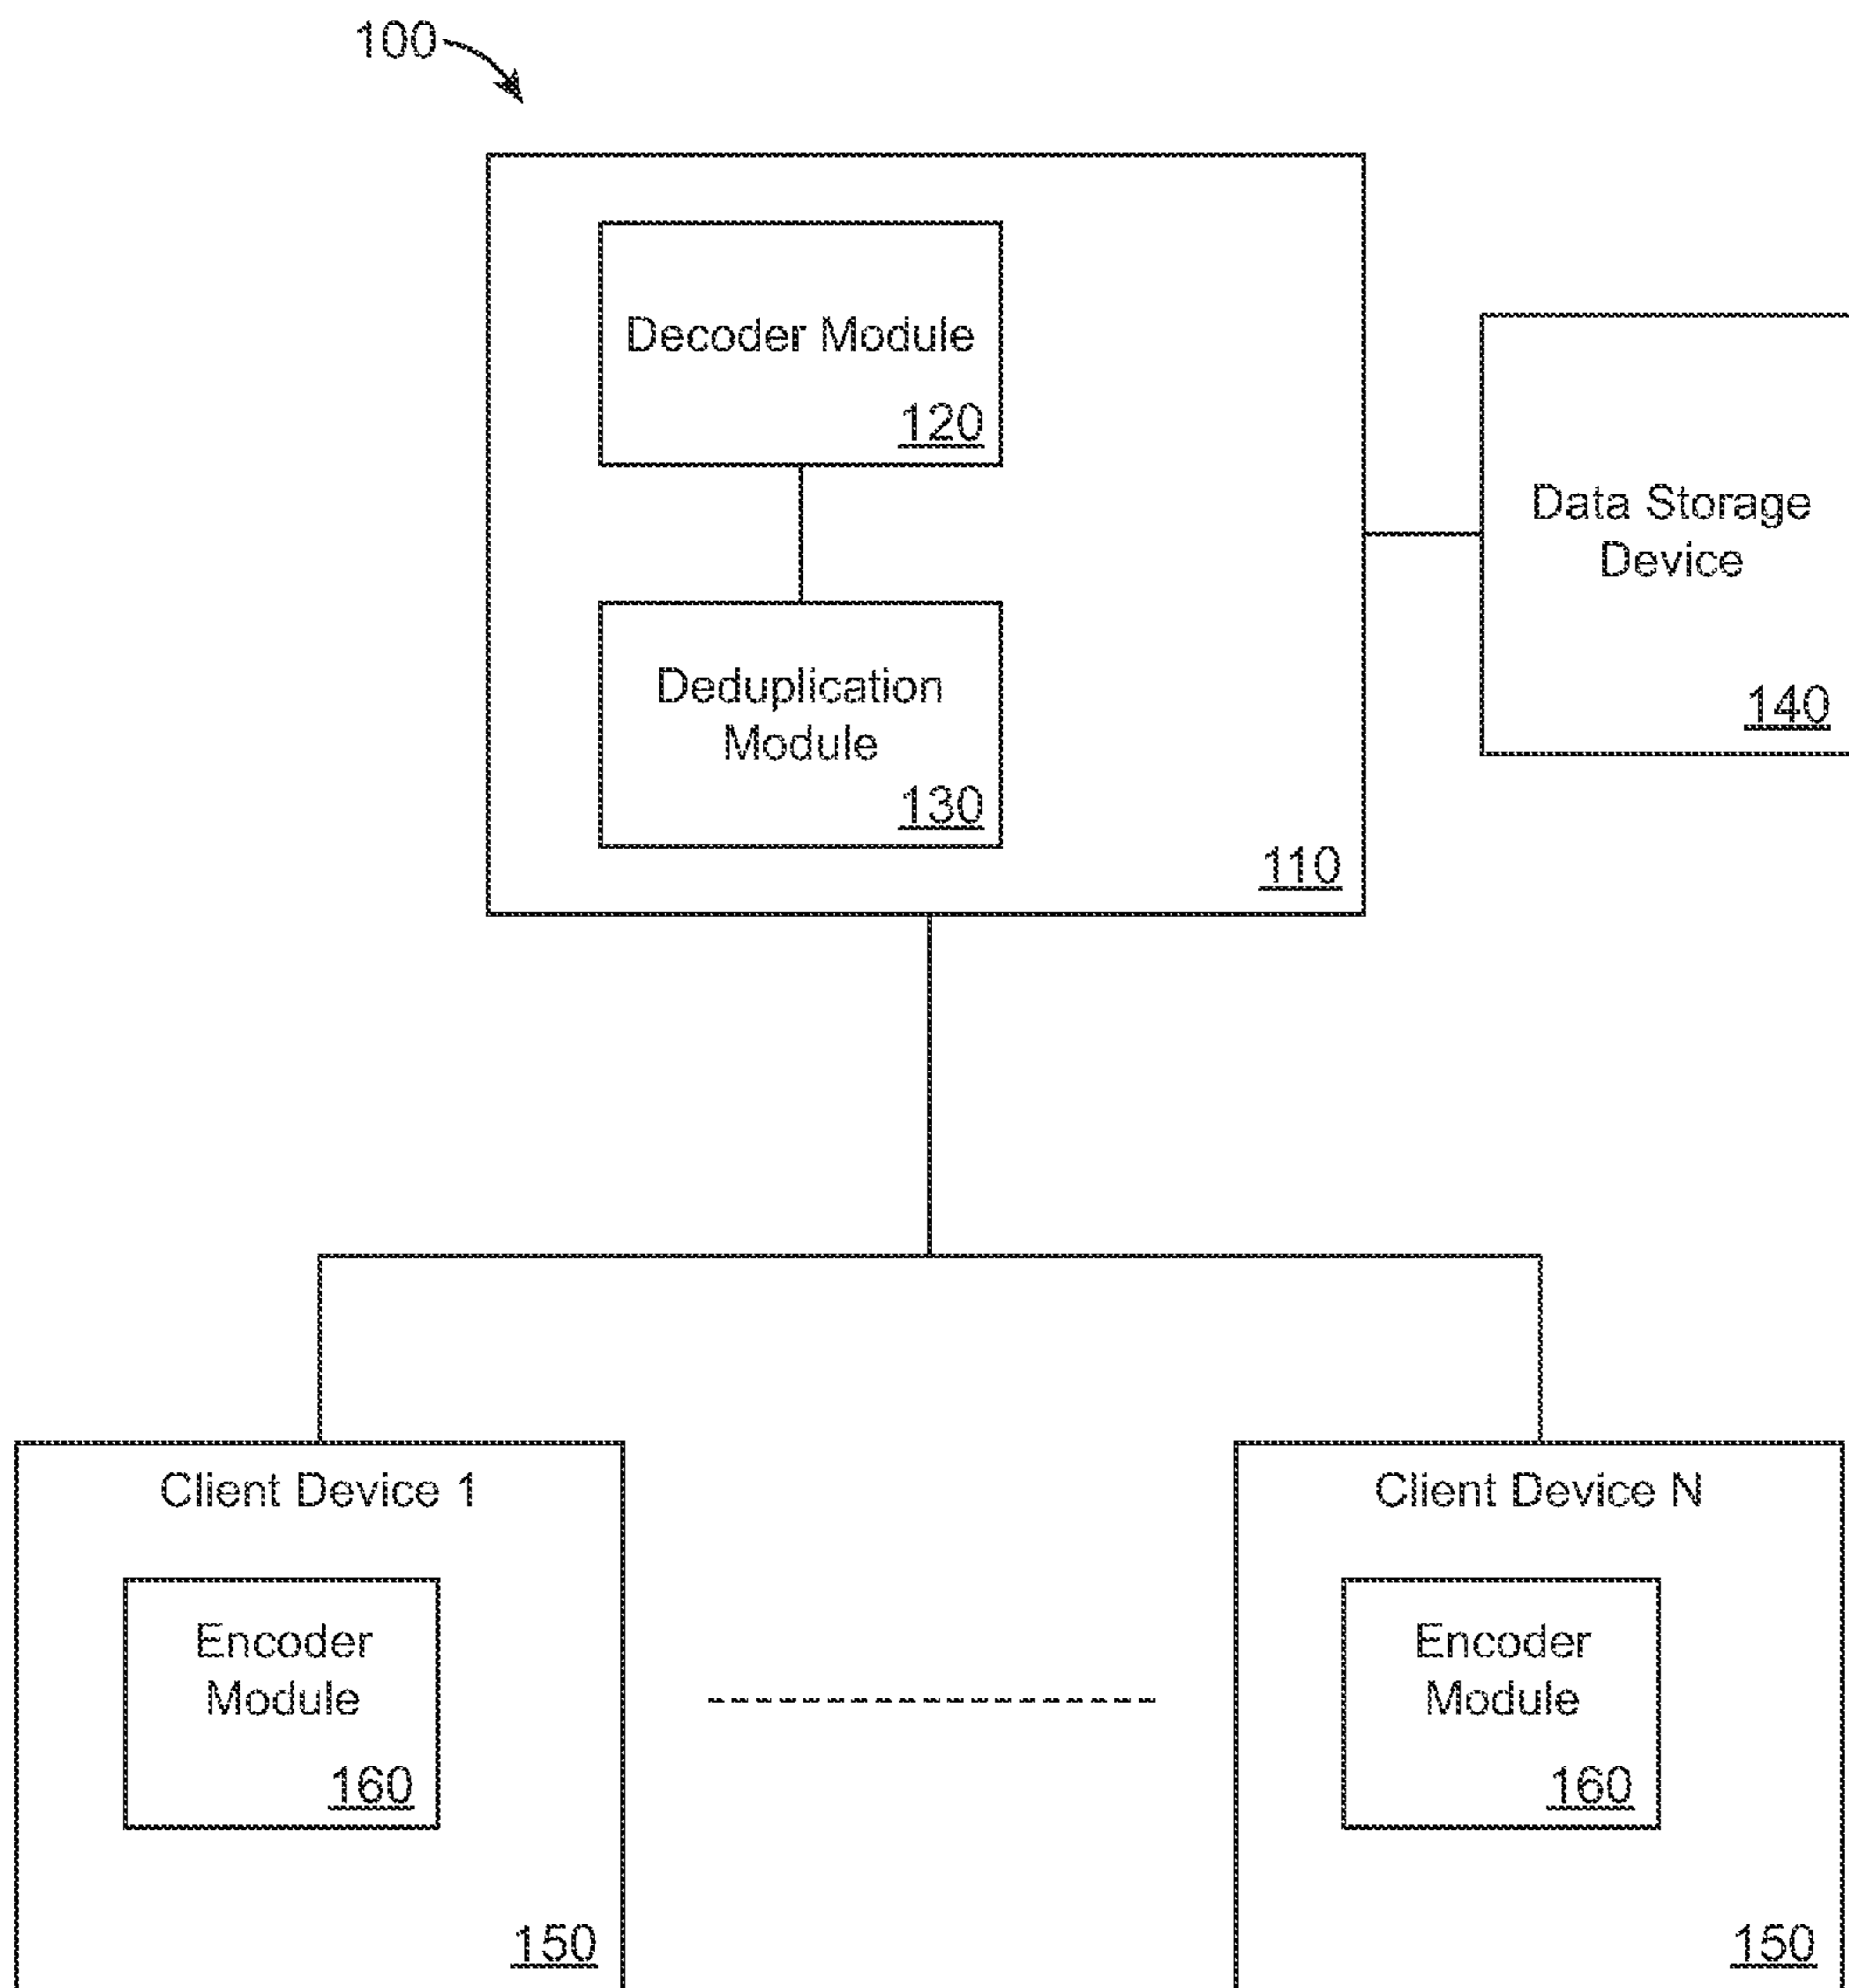 100
Decoder Module
120
Data Storage
Device
140
Deduplication
Module
130
110
Client Device 1
Encoder
Module
160
150
Client Device N
Encoder
Module
160
150